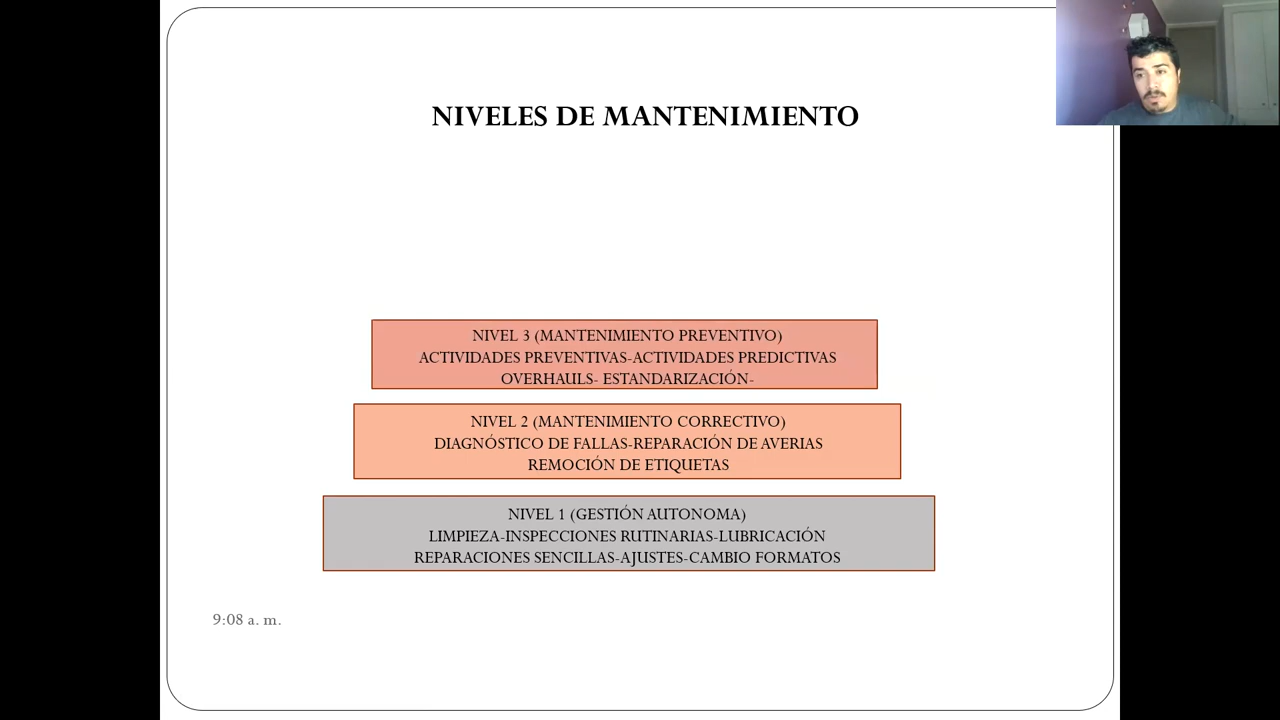 NIVELES DE MANTENIMIENTO
NIVEL 3 (MANTENIMIENTO PREVENTIVO)
ACTIVIDADES PREVENTIVAS-ACTIVIDADES PREDICTIVAS
OVERHAULS- ESTANDARIZACIÓN-
NIVEL 2 (MANTENIMIENTO CORRECTIVO)
DIAGNÓSTICO DE FALLAS-REPARACIÓN DE AVERIAS
REMOCIÓN DE ETIQUETAS
NIVEL 1 (GESTIÓN AUTONOMA)
LIMPIEZA-INSPECCIONES RUTINARIAS-LUBRICACIÓN
REPARACIONES SENCILLAS-AJUSTES-CAMBIO FORMATOS
9:08 a. m.